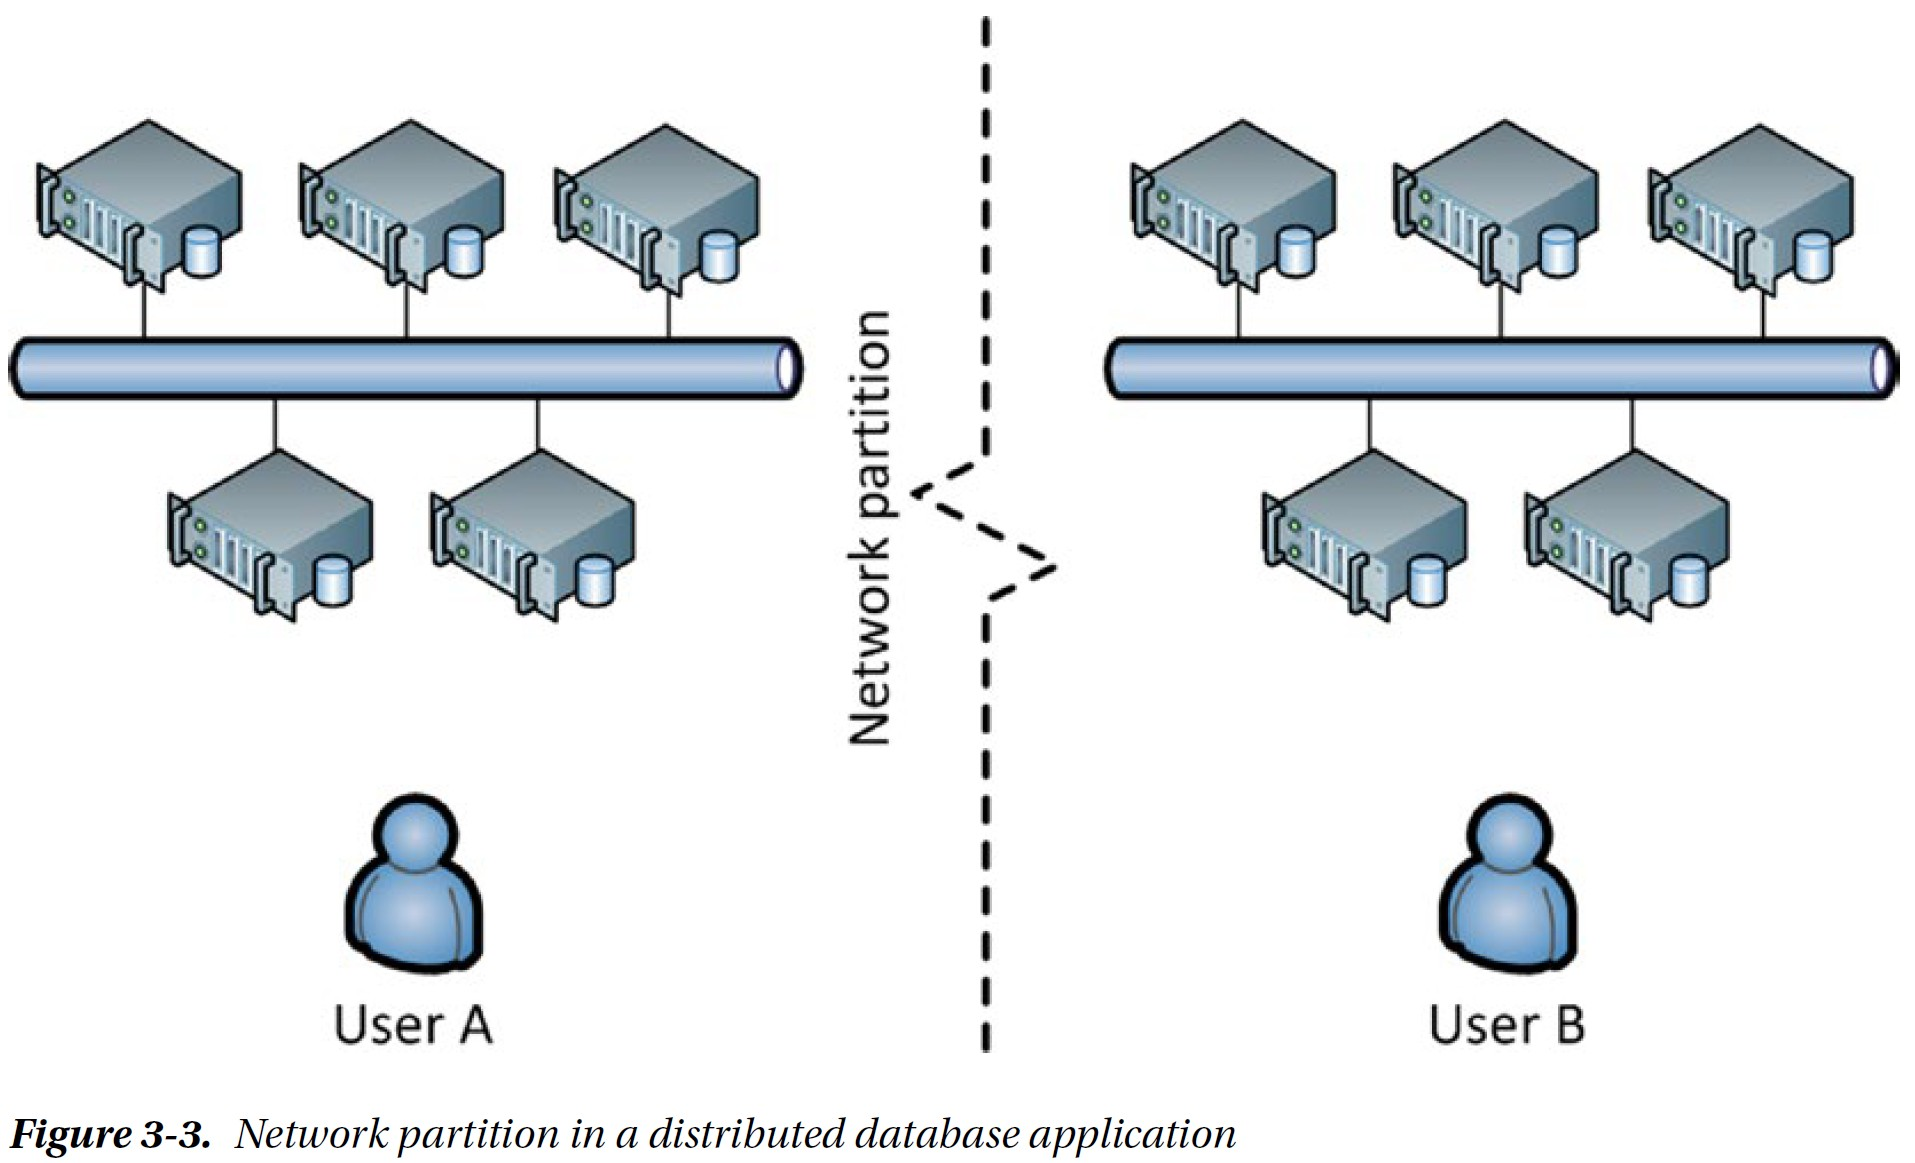 Network partition
User A
User B
Figure 3-3. Network partition in a distributed database application